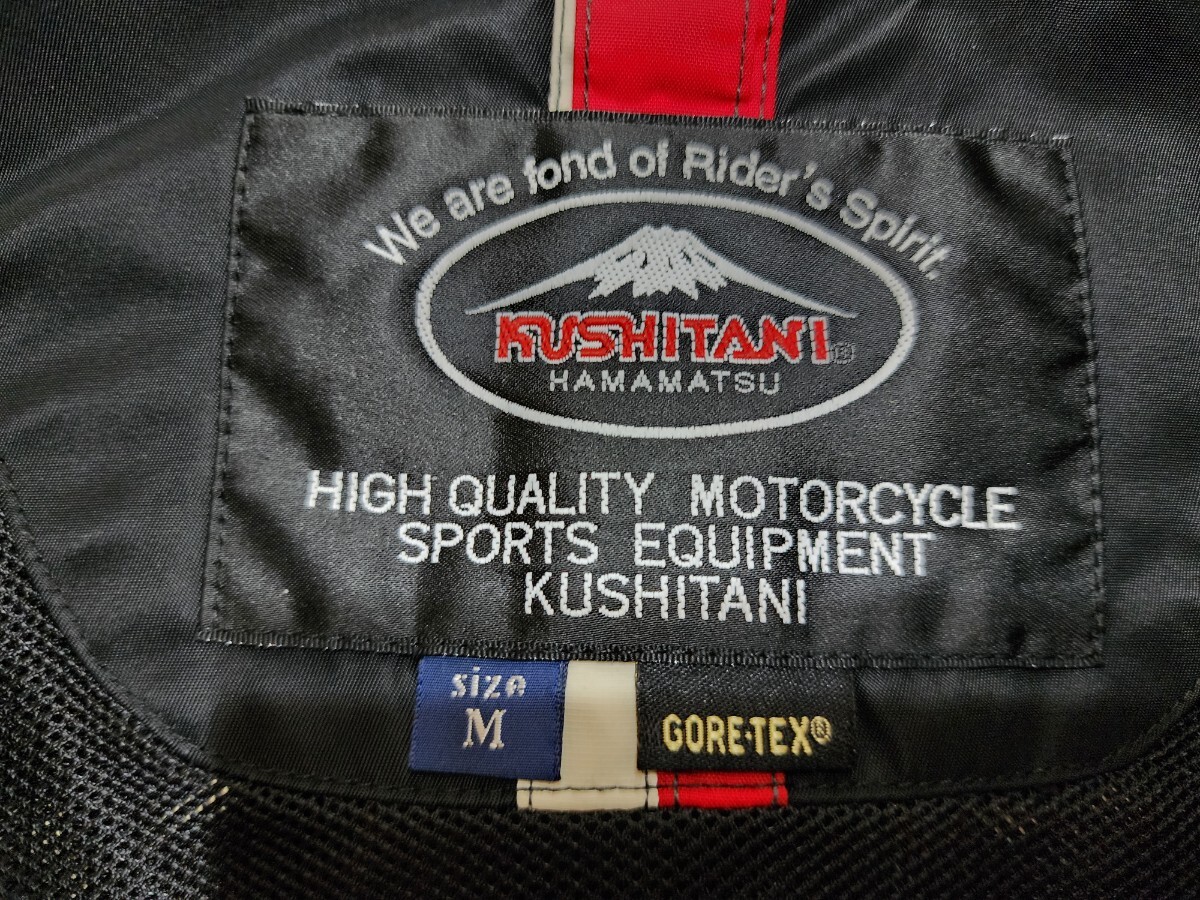 We are fond of Rider's Spirit.
KUSHITANI®
HAMAMATSU
HIGH QUALITY MOTORCYCLE
SPORTS EQUIPMENT
KUSHITANI
size
M
GORE-TEX®